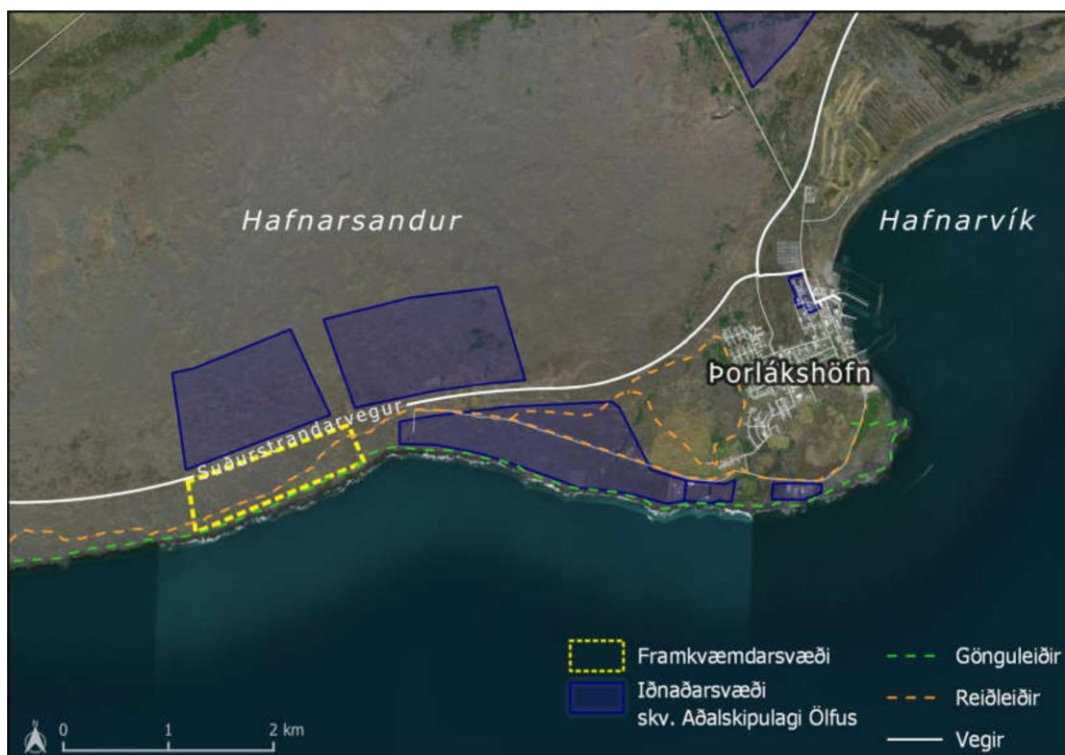 Hafnarsandur
Hafnarvík
Þorlákshöfn
Suðurstrandarvegur
Framkvæmdarsvæði
Iðnaðarsvæði
skv. Aðalskipulagi Ölfus
Gönguleiðir
Reiðleiðir
Vegir
N
0 1 2 km